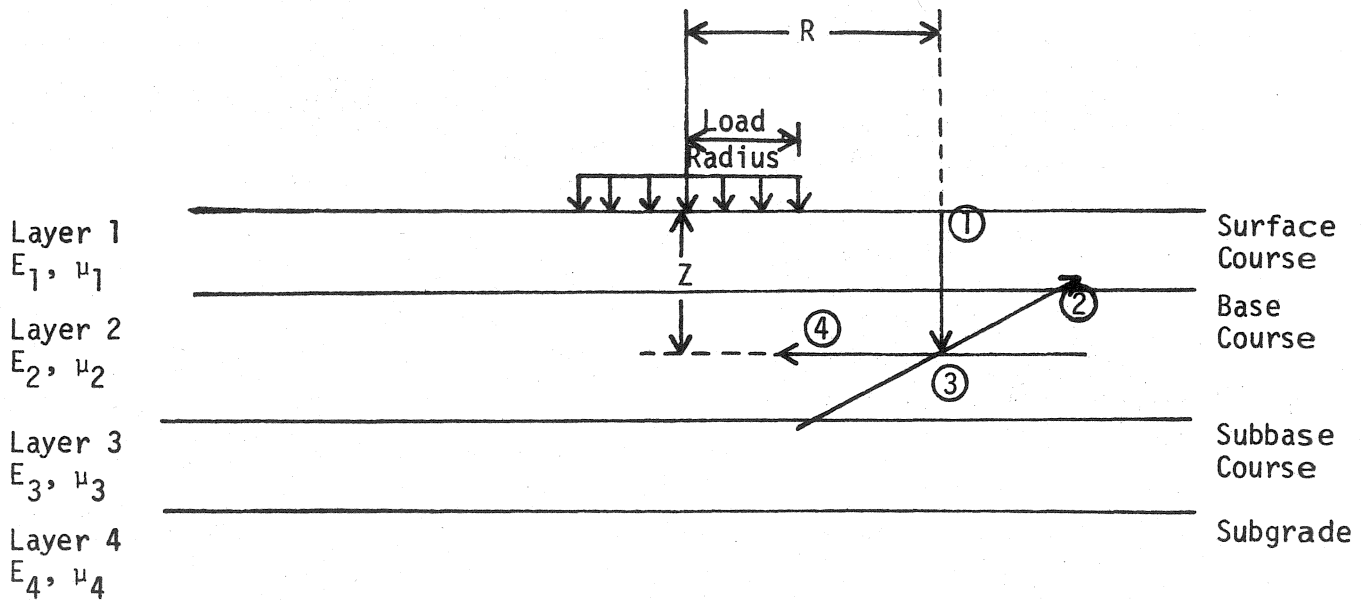 R
Load
Radius
①
Layer 1
E₁, μ₁
Surface
Course
Z
②
Layer 2
E₂, μ₂
④
Base
Course
③
Layer 3
E₃, μ₃
Subbase
Course
Layer 4
E₄, μ₄
Subgrade